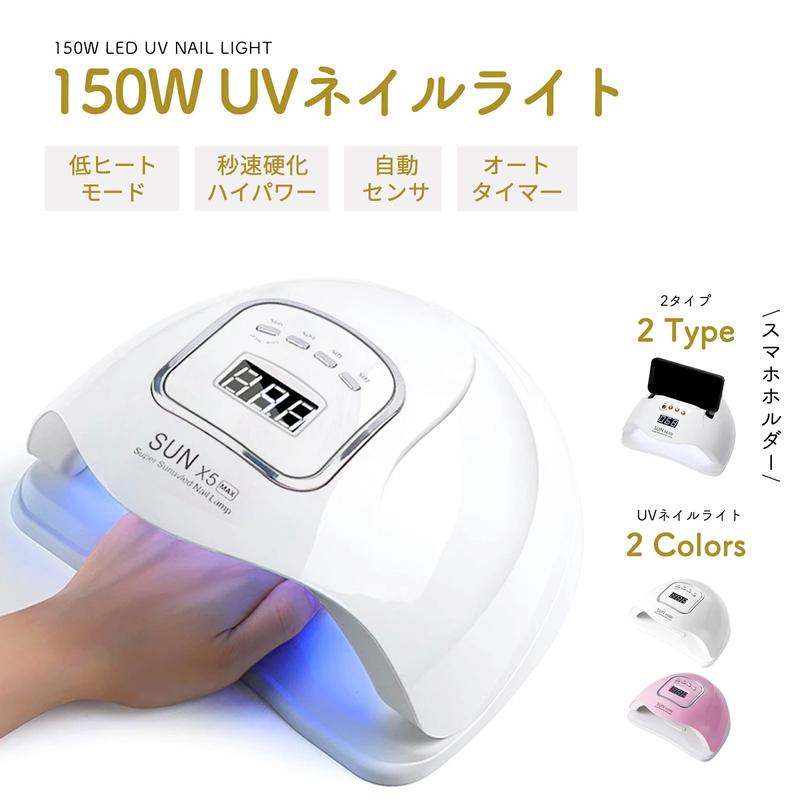 150W LED UV NAIL LIGHT
150W UVネイルライト
低ヒート
モード
秒速硬化
ハイパワー
自動
センサ
オート
タイマー
2タイプ
2 Type
\スマホホルダー/
SUN X5 MAX
Super Sunuvled Nail Lamp
UVネイルライト
2 Colors